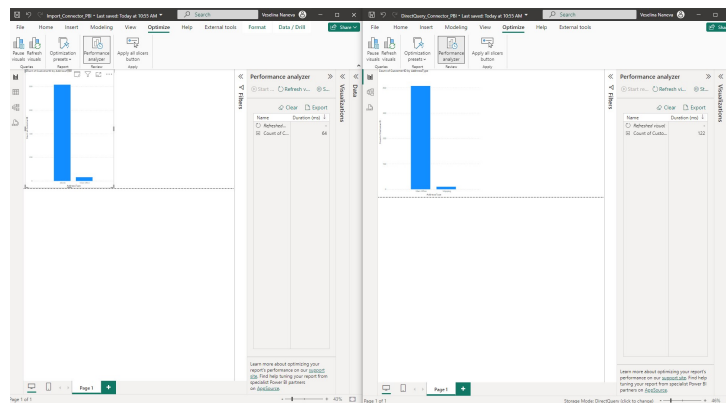 Import_Connector_PBI • Last saved: Today at 10:55 AM
Search
Veselina Naneva
File Home Insert Modeling View Optimize Help External tools Format Data / Drill Share
Pause visuals
Refresh visuals
Optimization presets
Performance analyzer
Apply all slicers button
Queries Report Review Apply
Performance analyzer
Refresh vi...
Clear Export
Name Duration (ms)
Refreshed...
Count of C... 66
Filters
Visualizations
Data
Learn more about optimizing your
report's performance on our support
site. Find help tuning your report from
specialist Power BI partners
on AppSource.
Page 1
Page 1 of 1
DirectQuery_Connector_PBI • Last saved: Today at 10:55 AM
Search
Veselina Naneva
File Home Insert Modeling View Optimize Help External tools Share
Pause visuals
Refresh visuals
Optimization presets
Performance analyzer
Apply all slicers button
Queries Report Review Apply
Performance analyzer
Refresh vi...
Clear Export
Name Duration (ms)
Refreshed visual
Count of Custo... 122
Filters
Visualizations
Learn more about optimizing your report's
performance on our support site. Find help
tuning your report from specialist Power BI
partners on AppSource.
Page 1
Page 1 of 1
Storage Mode: DirectQuery (click to change)